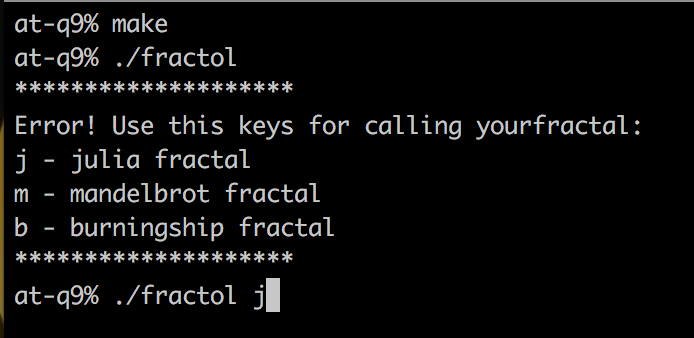 at-q9% make
at-q9% ./fractol
********************
Error! Use this keys for calling yourfractal:
j - julia fractal
m - mandelbrot fractal
b - burningship fractal
********************
at-q9% ./fractol j